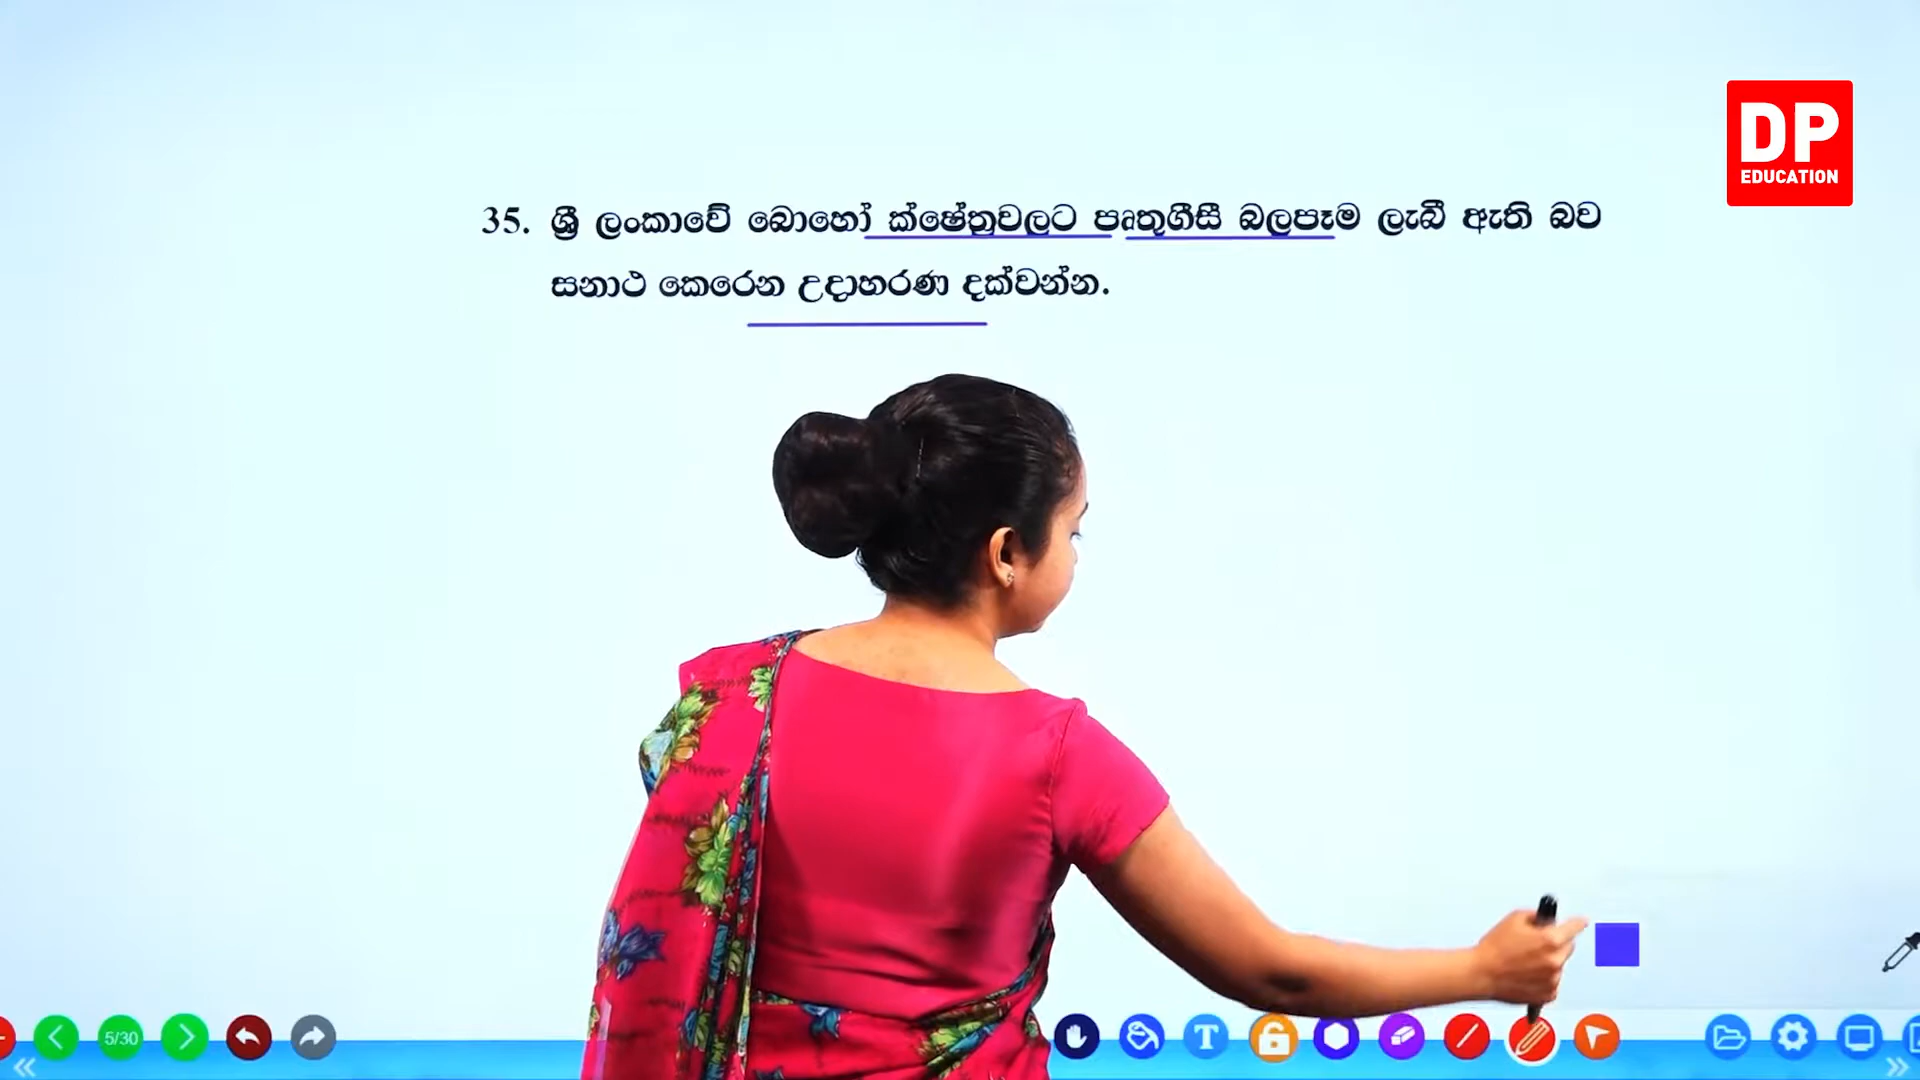 DP
EDUCATION
35. ශ්‍රී ලංකාවේ බොහෝ ක්ෂේත්‍රවලට පෘතුගීසී බලපෑම ලැබී ඇති බව
සනාථ කෙරෙන උදාහරණ දක්වන්න.
5/30
T